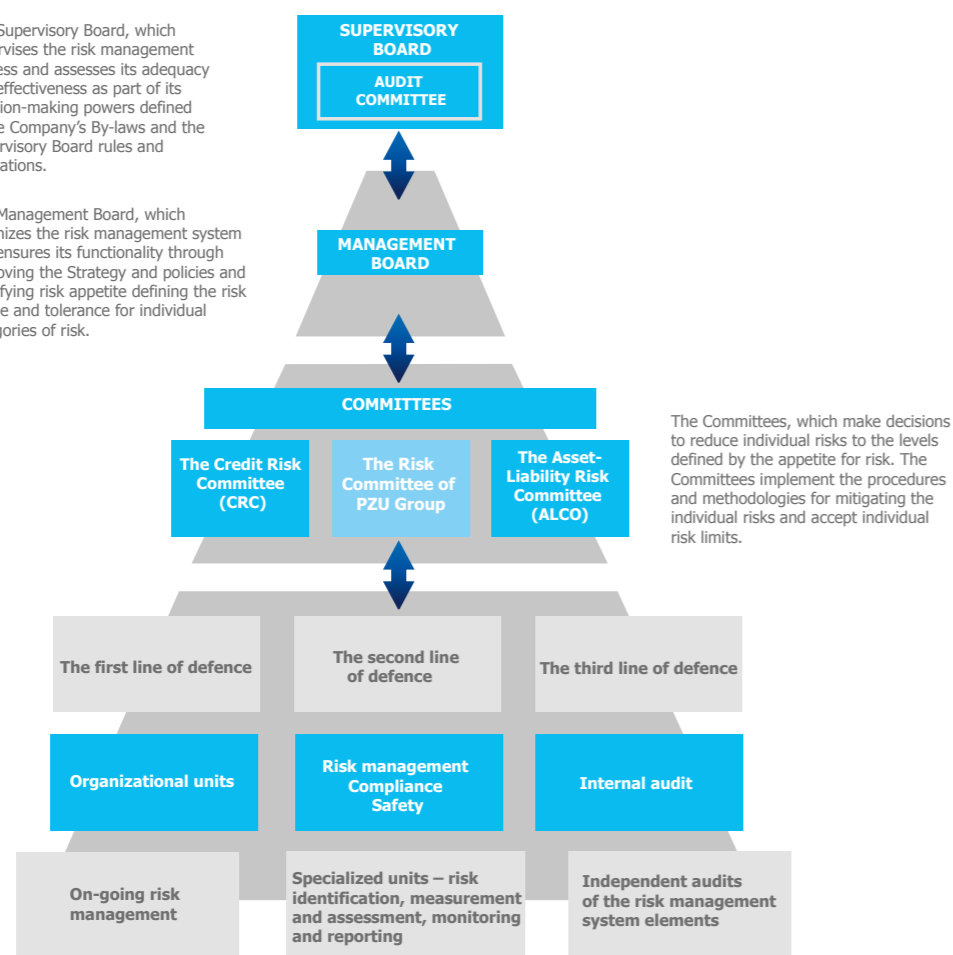 Supervisory Board, which
rvises the risk management
ess and assesses its adequacy
effectiveness as part of its
ion-making powers defined
e Company's By-laws and the
rvisory Board rules and
ations.
SUPERVISORY
BOARD
AUDIT
COMMITTEE
Management Board, which
nizes the risk management system
ensures its functionality through
oving the Strategy and policies and
fying risk appetite defining the risk
e and tolerance for individual
gories of risk.
MANAGEMENT
BOARD
COMMITTEES
The Credit Risk
Committee
(CRC)
The Risk
Committee of
PZU Group
The Asset-
Liability Risk
Committee
(ALCO)
The Committees, which make decisions
to reduce individual risks to the levels
defined by the appetite for risk. The
Committees implement the procedures
and methodologies for mitigating the
individual risks and accept individual
risk limits.
The first line of defence
The second line
of defence
The third line of defence
Organizational units
Risk management
Compliance
Safety
Internal audit
On-going risk
management
Specialized units – risk
identification, measurement
and assessment, monitoring
and reporting
Independent audits
of the risk management
system elements